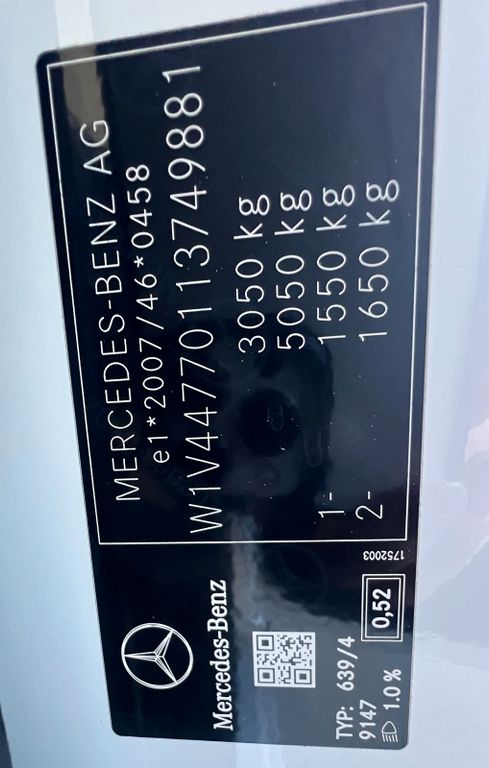 MERCEDES-BENZ AG
e1*2007/46*0458
W1V44770113749881
3050 kg
5050 kg
1- 1550 kg
2- 1650 kg
Mercedes-Benz
TYP: 639/4
9147
1.0 %
0,52
1752003